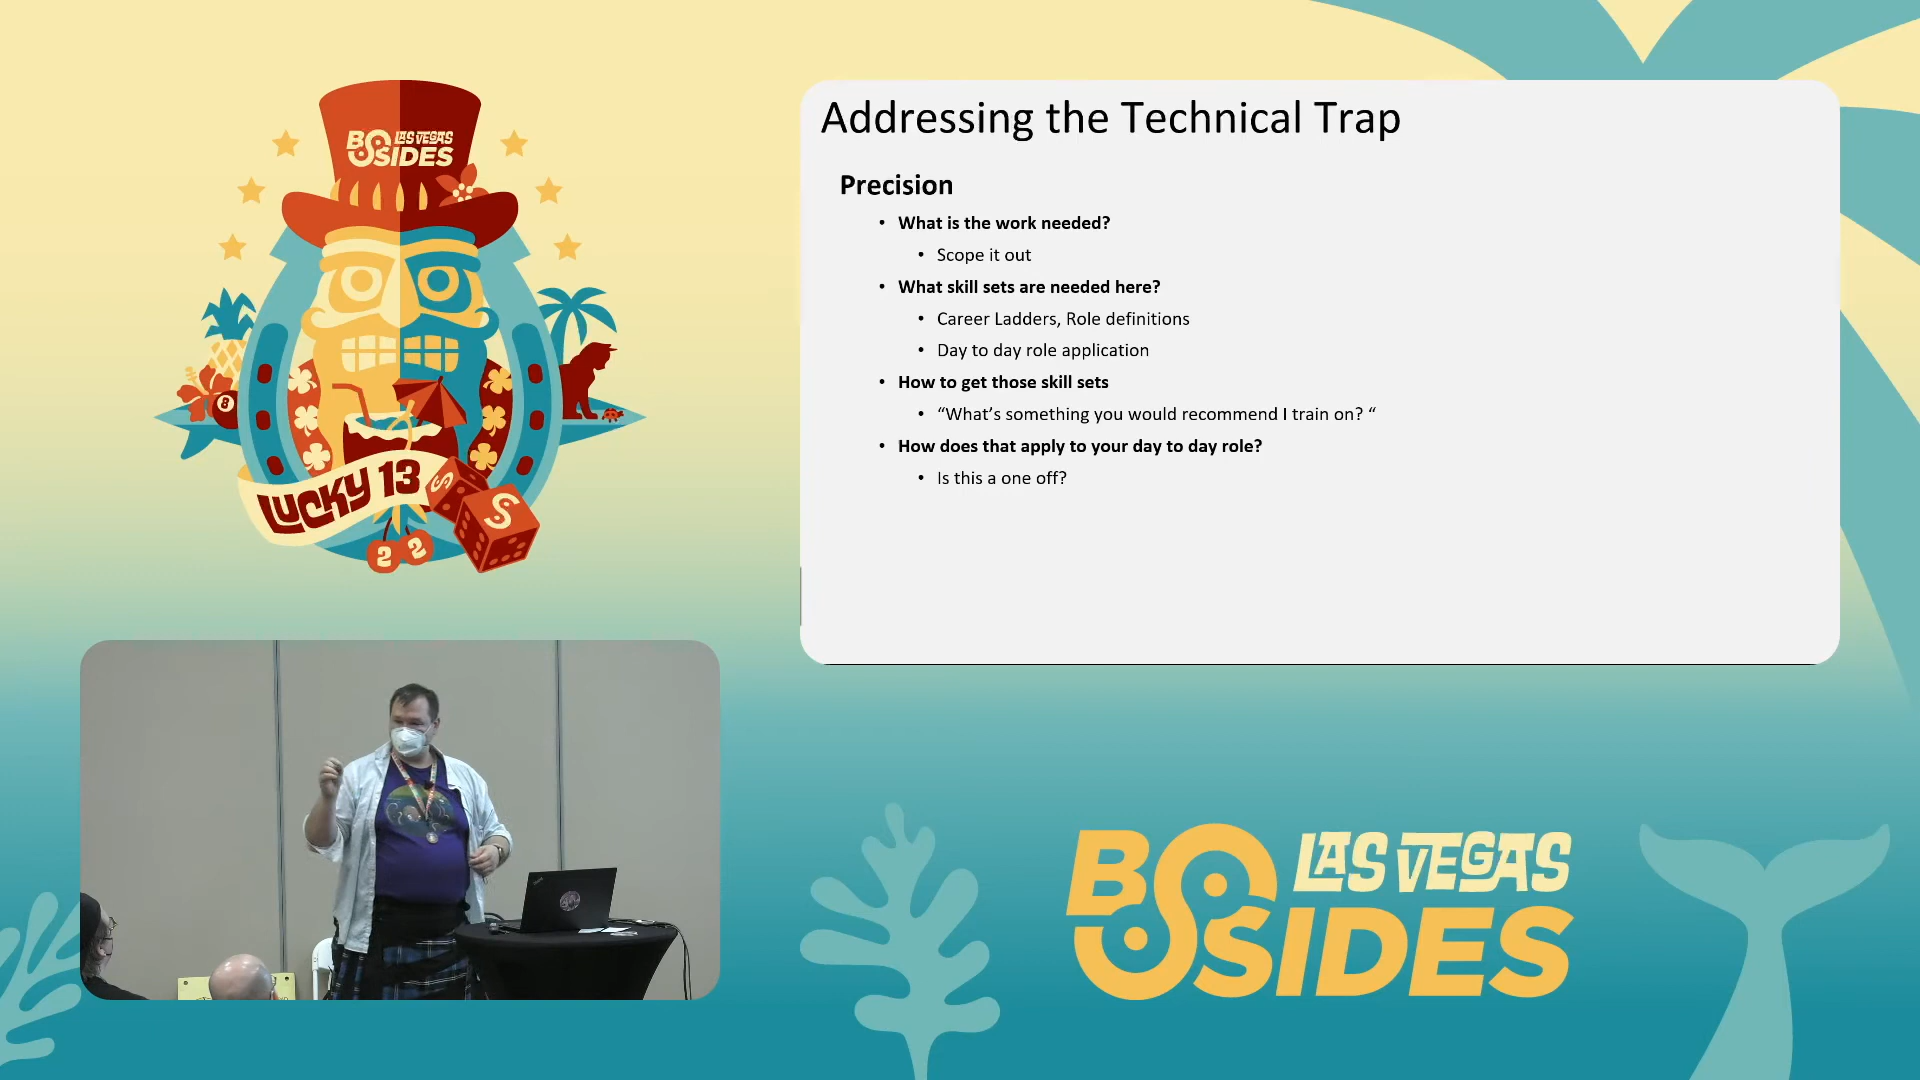 BSIDES LAS VEGAS
8
LUCKY 13
S
S
2 2
Addressing the Technical Trap
Precision
• What is the work needed?
• Scope it out
• What skill sets are needed here?
• Career Ladders, Role definitions
• Day to day role application
• How to get those skill sets
• “What’s something you would recommend I train on? “
• How does that apply to your day to day role?
• Is this a one off?
BSIDES LAS VEGAS